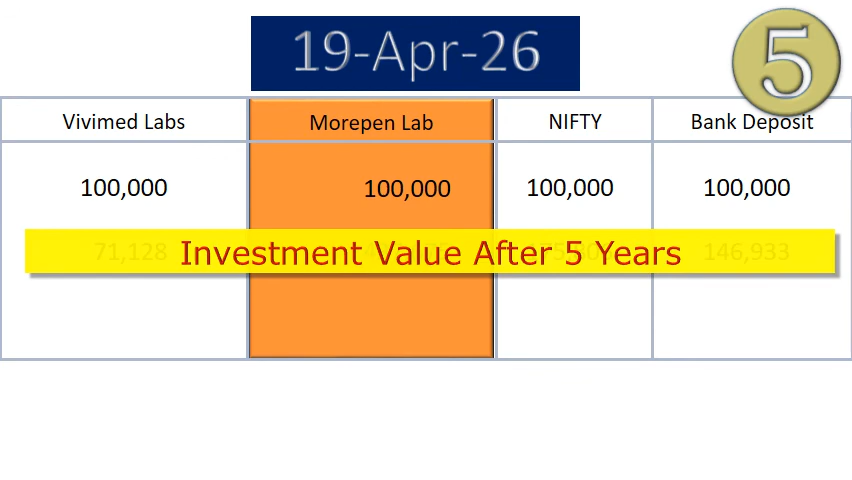 19-Apr-26
5
Vivimed Labs Morepen Lab NIFTY Bank Deposit
100,000 100,000 100,000 100,000
71,128 Investment Value After 5 Years 146,933